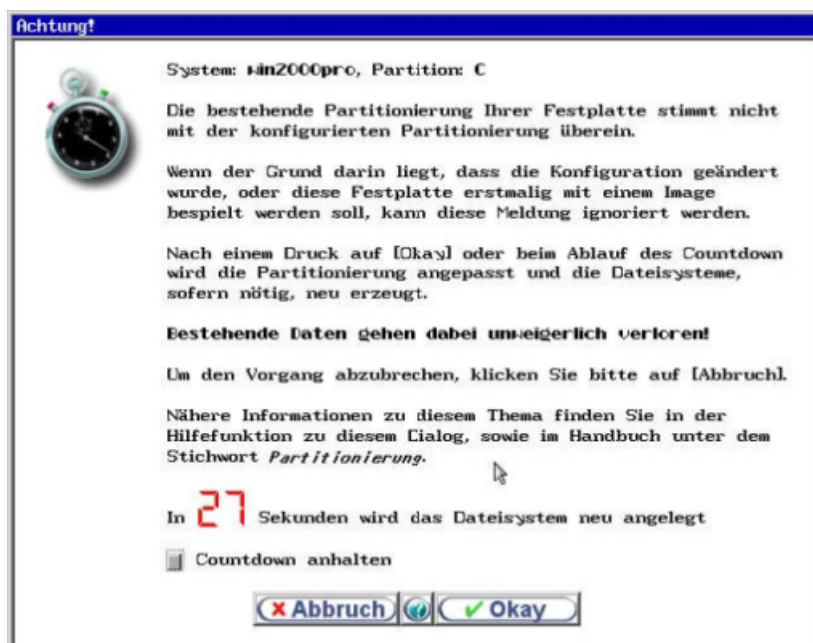 Achtung!
System: win2000pro, Partition: C
Die bestehende Partitionierung Ihrer Festplatte stimmt nicht
mit der konfigurierten Partitionierung überein.
Wenn der Grund darin liegt, dass die Konfiguration geändert
wurde, oder diese Festplatte erstmalig mit einem Image
bespielt werden soll, kann diese Meldung ignoriert werden.
Nach einem Druck auf [Okay] oder beim Ablauf des Countdown
wird die Partitionierung angepasst und die Dateisysteme,
sofern nötig, neu erzeugt.
Bestehende Daten gehen dabei unweigerlich verloren!
Um den Vorgang abzubrechen, klicken Sie bitte auf [Abbruch].
Nähere Informationen zu diesem Thema finden Sie in der
Hilfefunktion zu diesem Dialog, sowie im Handbuch unter dem
Stichwort Partitionierung.
In 27 Sekunden wird das Dateisystem neu angelegt
Countdown anhalten
Abbruch ? Okay